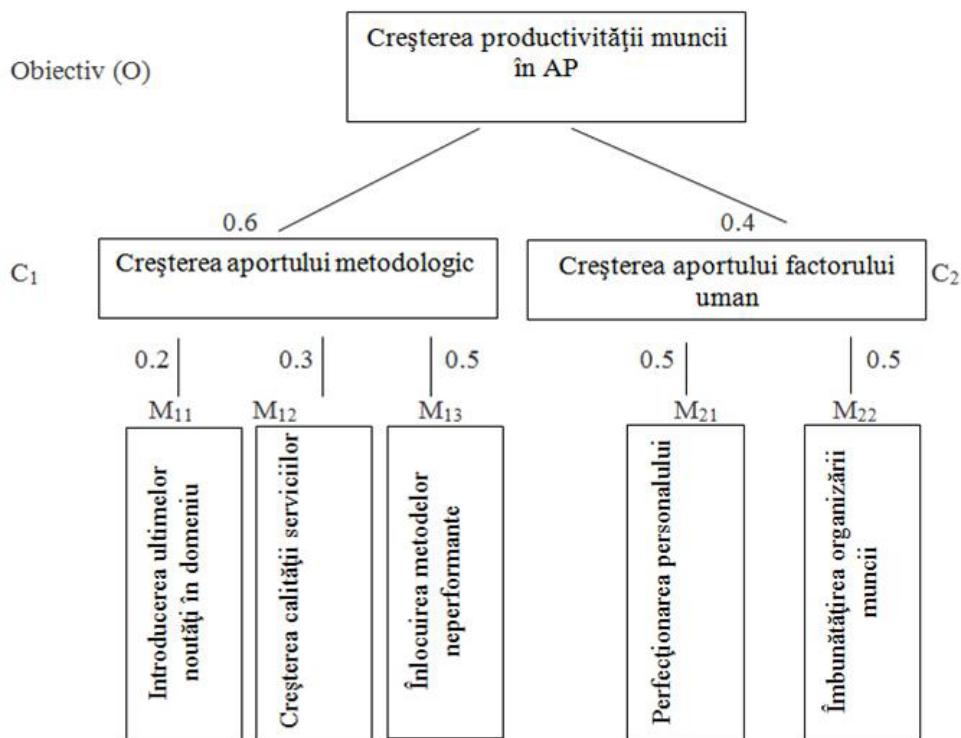 Creşterea productivităţii muncii
în AP
Obiectiv (O)
0.6
0.4
C₁
Creşterea aportului metodologic
Creşterea aportului factorului
uman
C₂
0.2
0.3
0.5
0.5
0.5
M₁₁
M₁₂
M₁₃
M₂₁
M₂₂
Introducerea ultimelor
noutăţi în domeniu
Creşterea calităţii serviciilor
Înlocuirea metodelor
neperformante
Perfecţionarea personalului
Îmbunătăţirea organizării
muncii